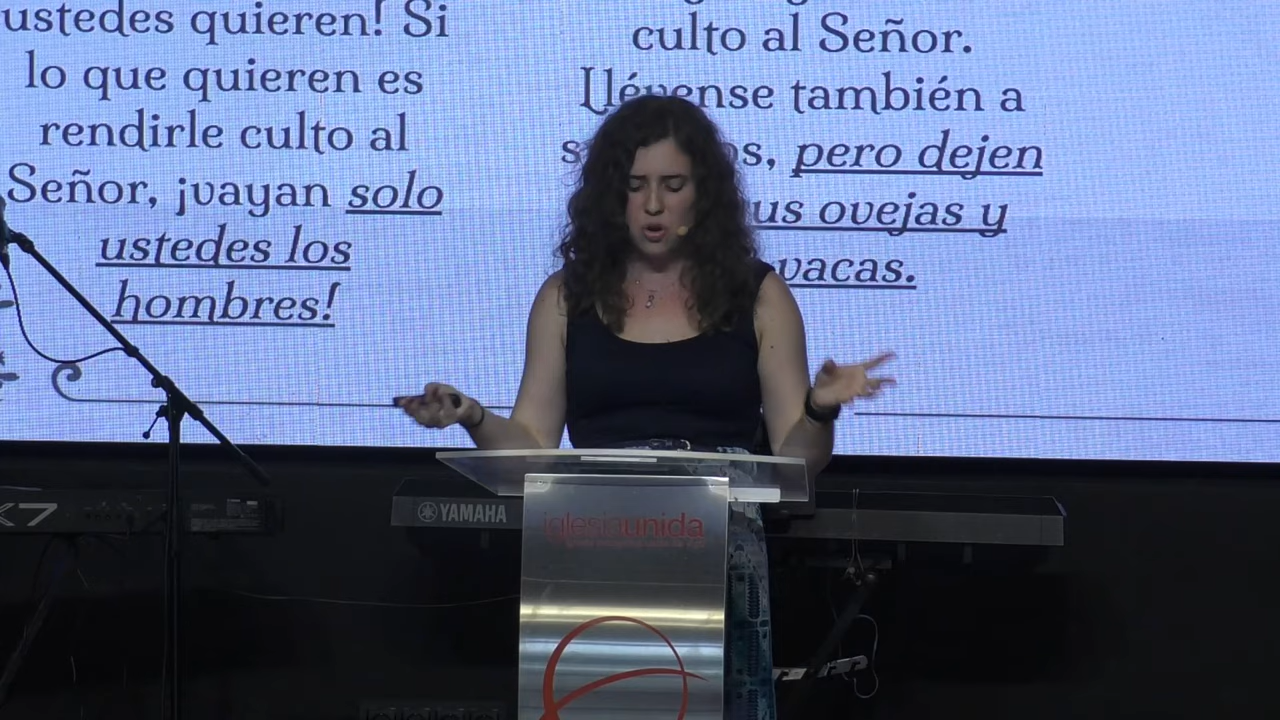 ustedes quieren! Si
lo que quieren es
rendirle culto al
Señor, ¡vayan solo
ustedes los
hombres!
culto al Señor.
Llévense también a
pero dejen
ovejas y
vacas.
X7
YAMAHA
iglesiaunida